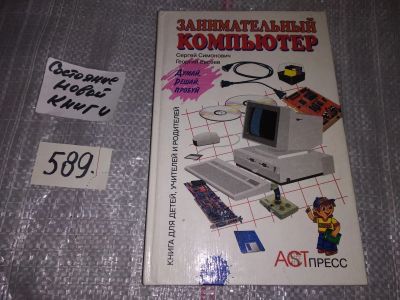 Состояние
новой
книги
589.
ЗАНИМАТЕЛЬНЫЙ
КОМПЬЮТЕР
Сергей Симонович
Георгий Евсеев
Думай,
решай,
пробуй
КНИГА ДЛЯ ДЕТЕЙ, УЧИТЕЛЕЙ И РОДИТЕЛЕЙ
АСТ ПРЕСС